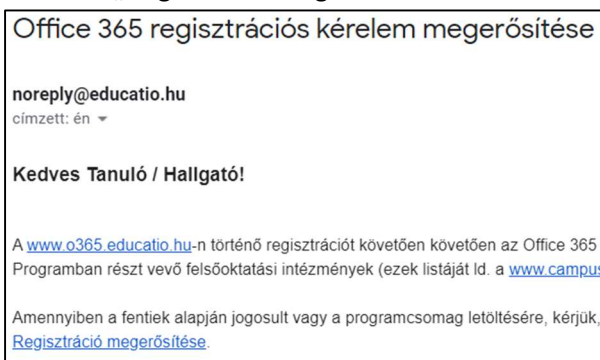 Office 365 regisztrációs kérelem megerősítése
noreply@educatio.hu
címzett: én
Kedves Tanuló / Hallgató!
A www.o365.educatio.hu-n történő regisztrációt követően követően az Office 365
Programban részt vevő felsőoktatási intézmények (ezek listáját ld. a www.campus
Amennyiben a fentiek alapján jogosult vagy a programcsomag letöltésére, kérjük,
Regisztráció megerősítése.